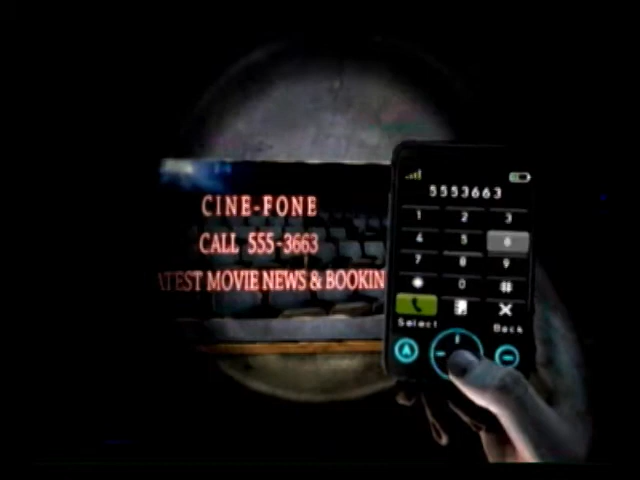 CINE-FONE
CALL 555-3663
ATEST MOVIE NEWS & BOOKIN
5553663
1 2 3
4 5 6
7 8 9
* 0 #
Select Back
A